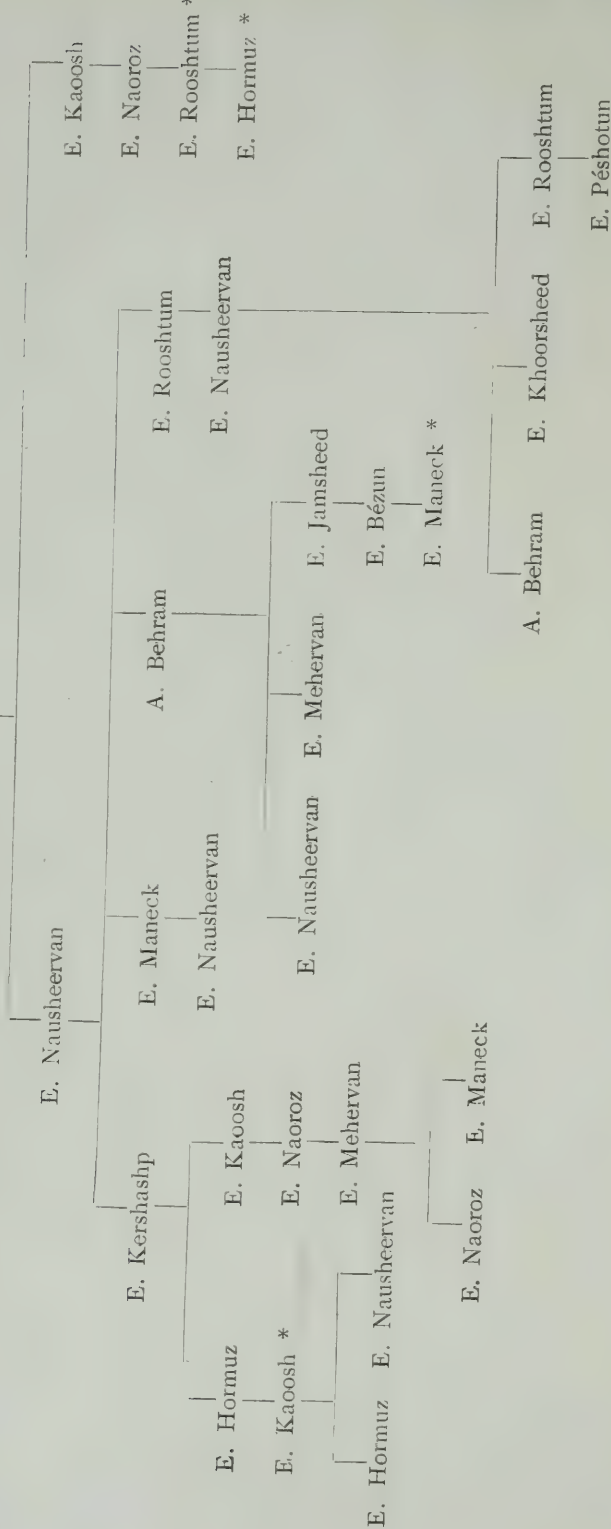 E. Nausheervan
E. Kaoosh
E. Naoroz
E. Rooshtum *
E. Hormuz *
E. Kershashp
E. Maneck
E. Nausheervan
A. Behram
E. Rooshtum
E. Nausheervan
E. Hormuz
E. Kaoosh *
E. Hormuz E. Nausheervan
E. Kaoosh
E. Naoroz
E. Mehervan
E. Naoroz E. Maneck
E. Nausheervan E. Mehervan E. Jamsheed
E. Bézun
E. Maneck *
A. Behram E. Khoorsheed E. Rooshtum
E. Péshotun